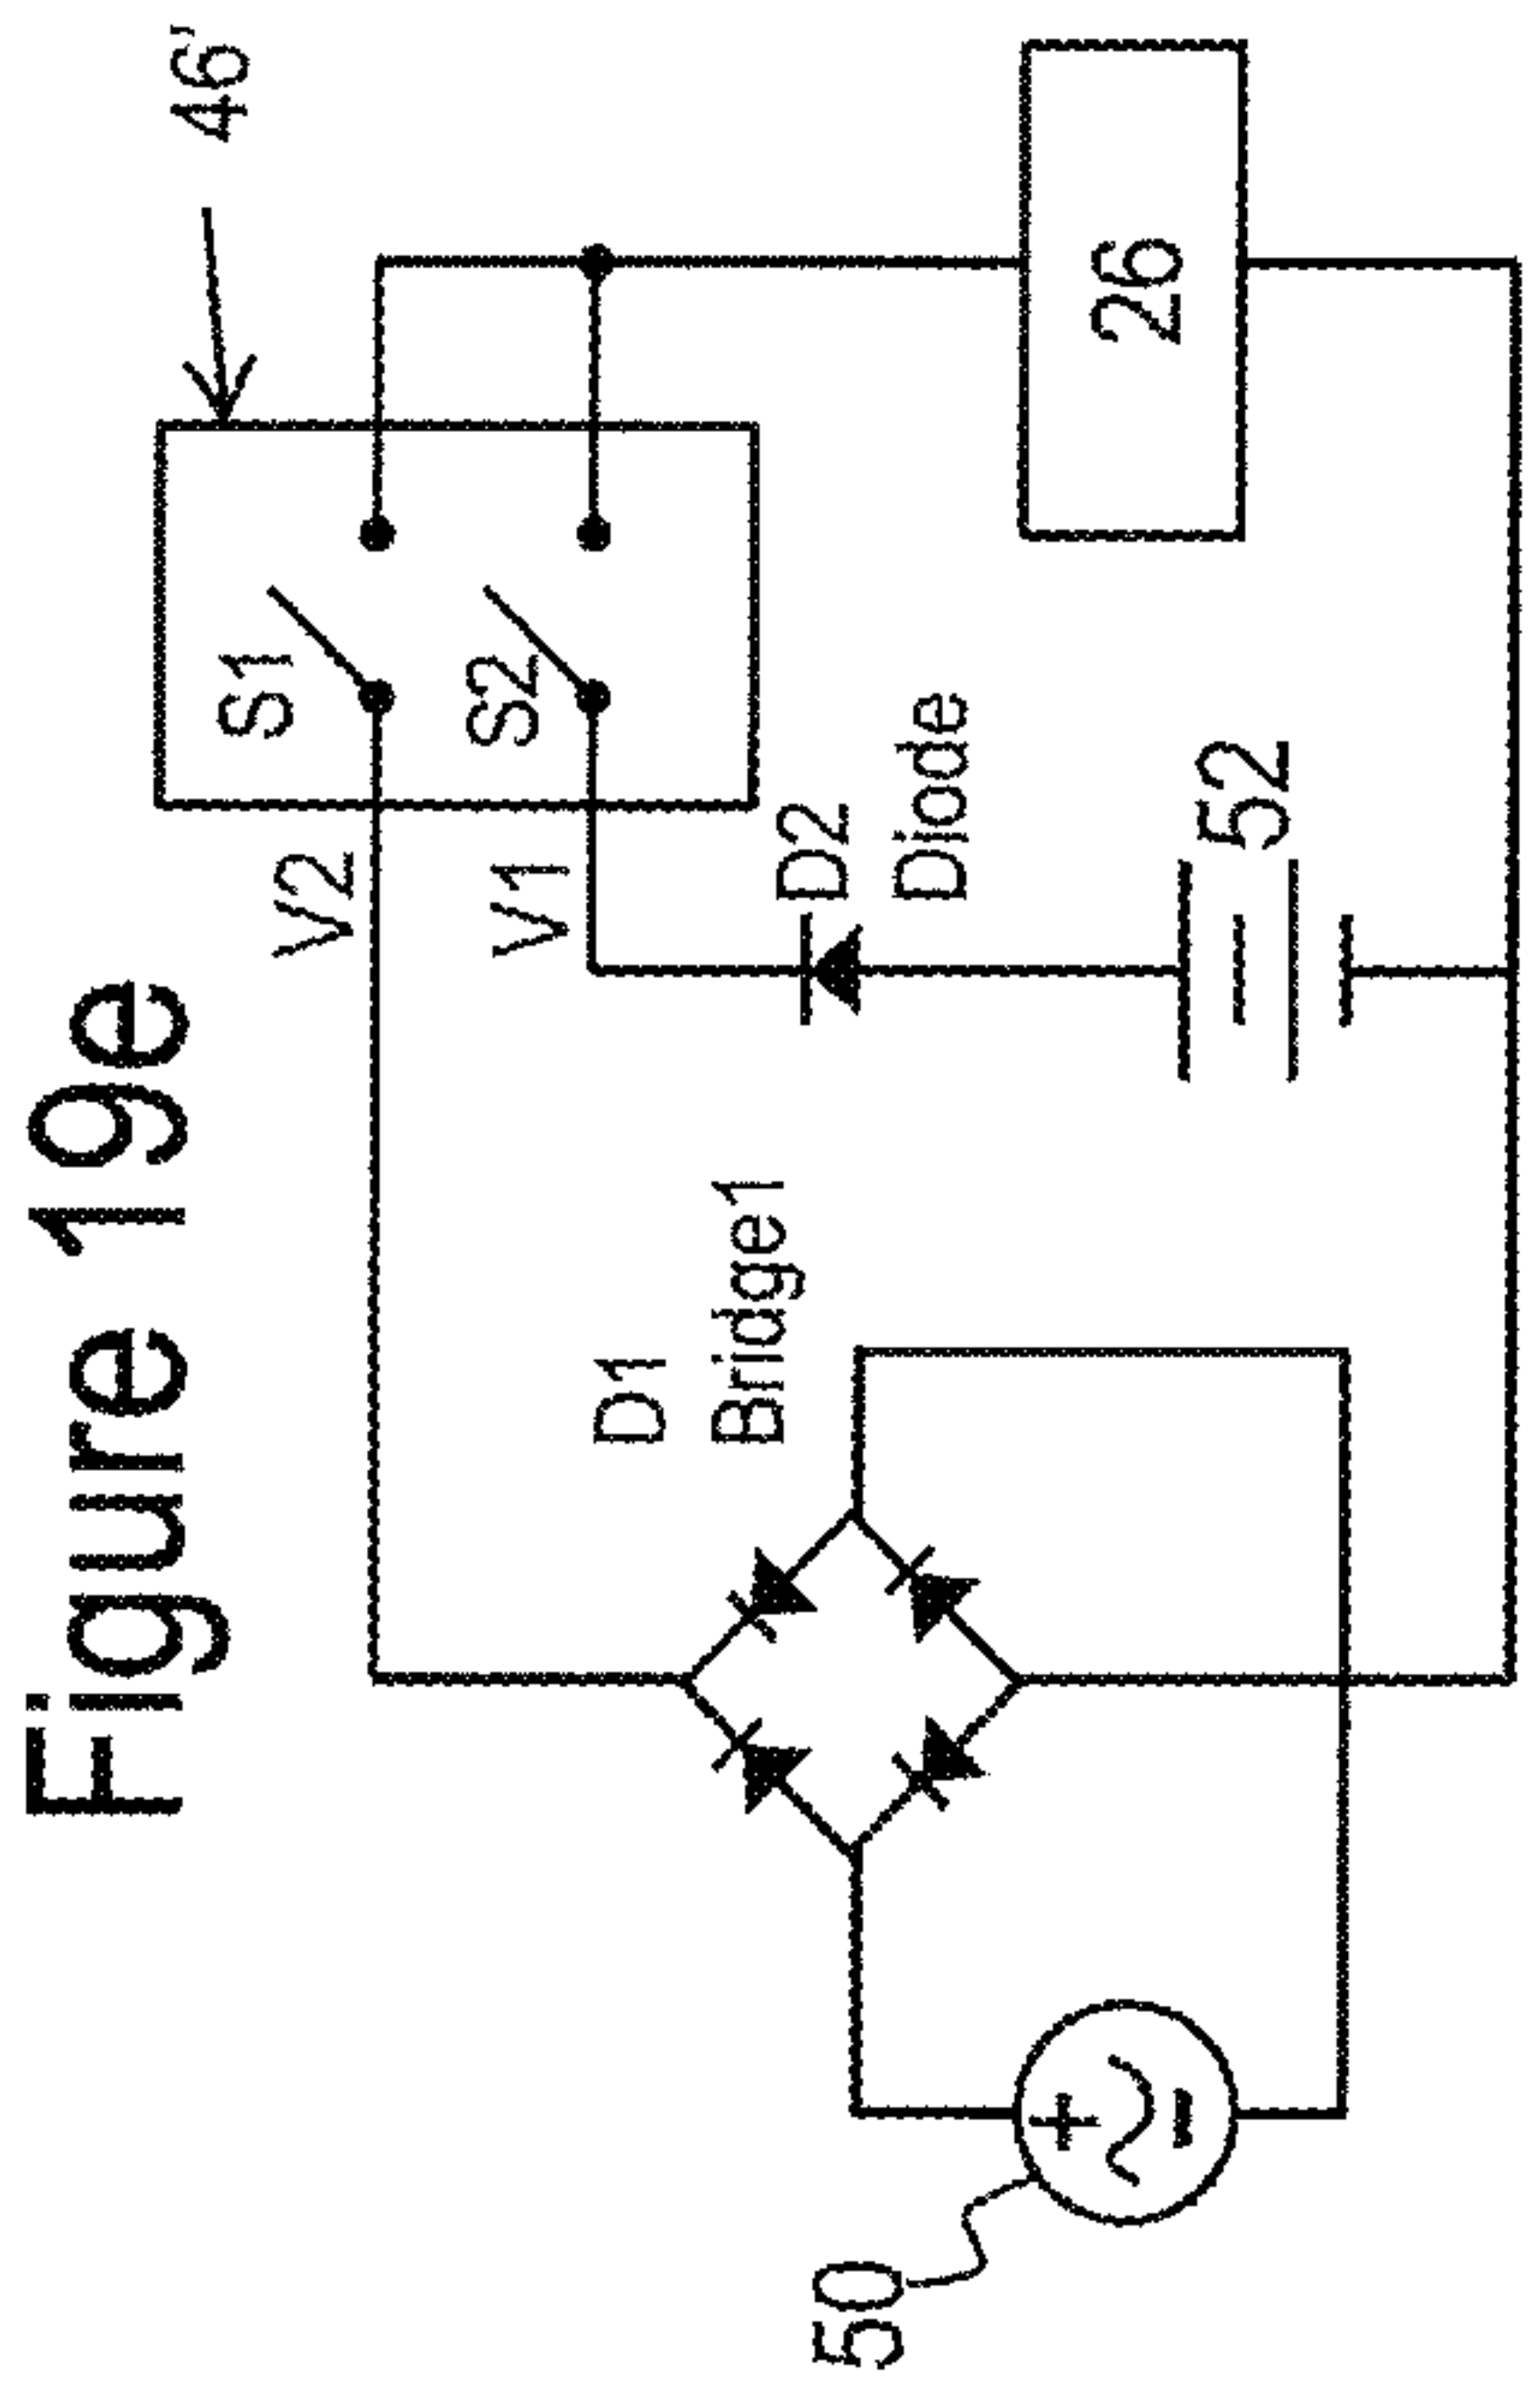 Figure 19e
46'
S1
V2
S2
V1
D1
Bridge1
D2
Diode
50
+
-
52
26